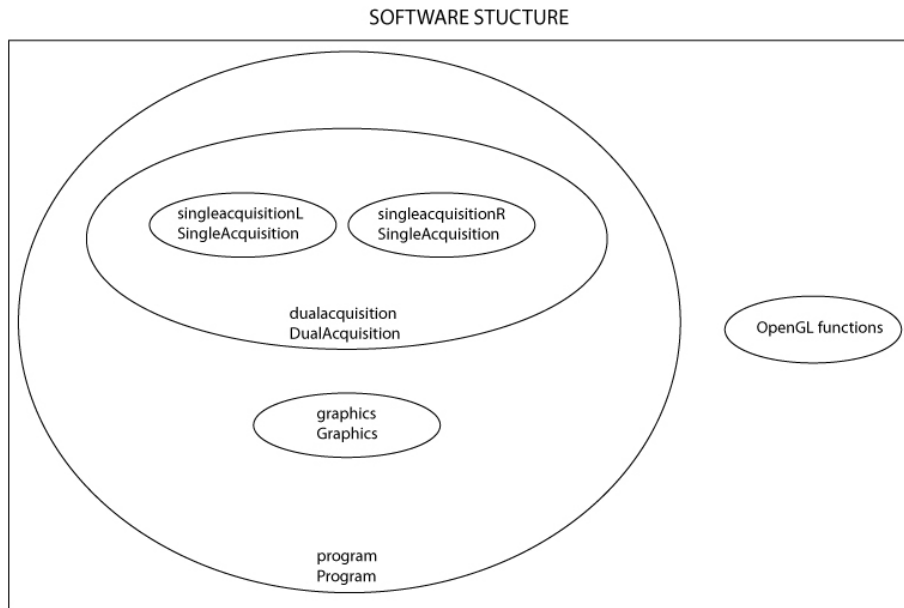 SOFTWARE STUCTURE
singleacquisitionL
SingleAcquisition
singleacquisitionR
SingleAcquisition
dualacquisition
DualAcquisition
OpenGL functions
graphics
Graphics
program
Program